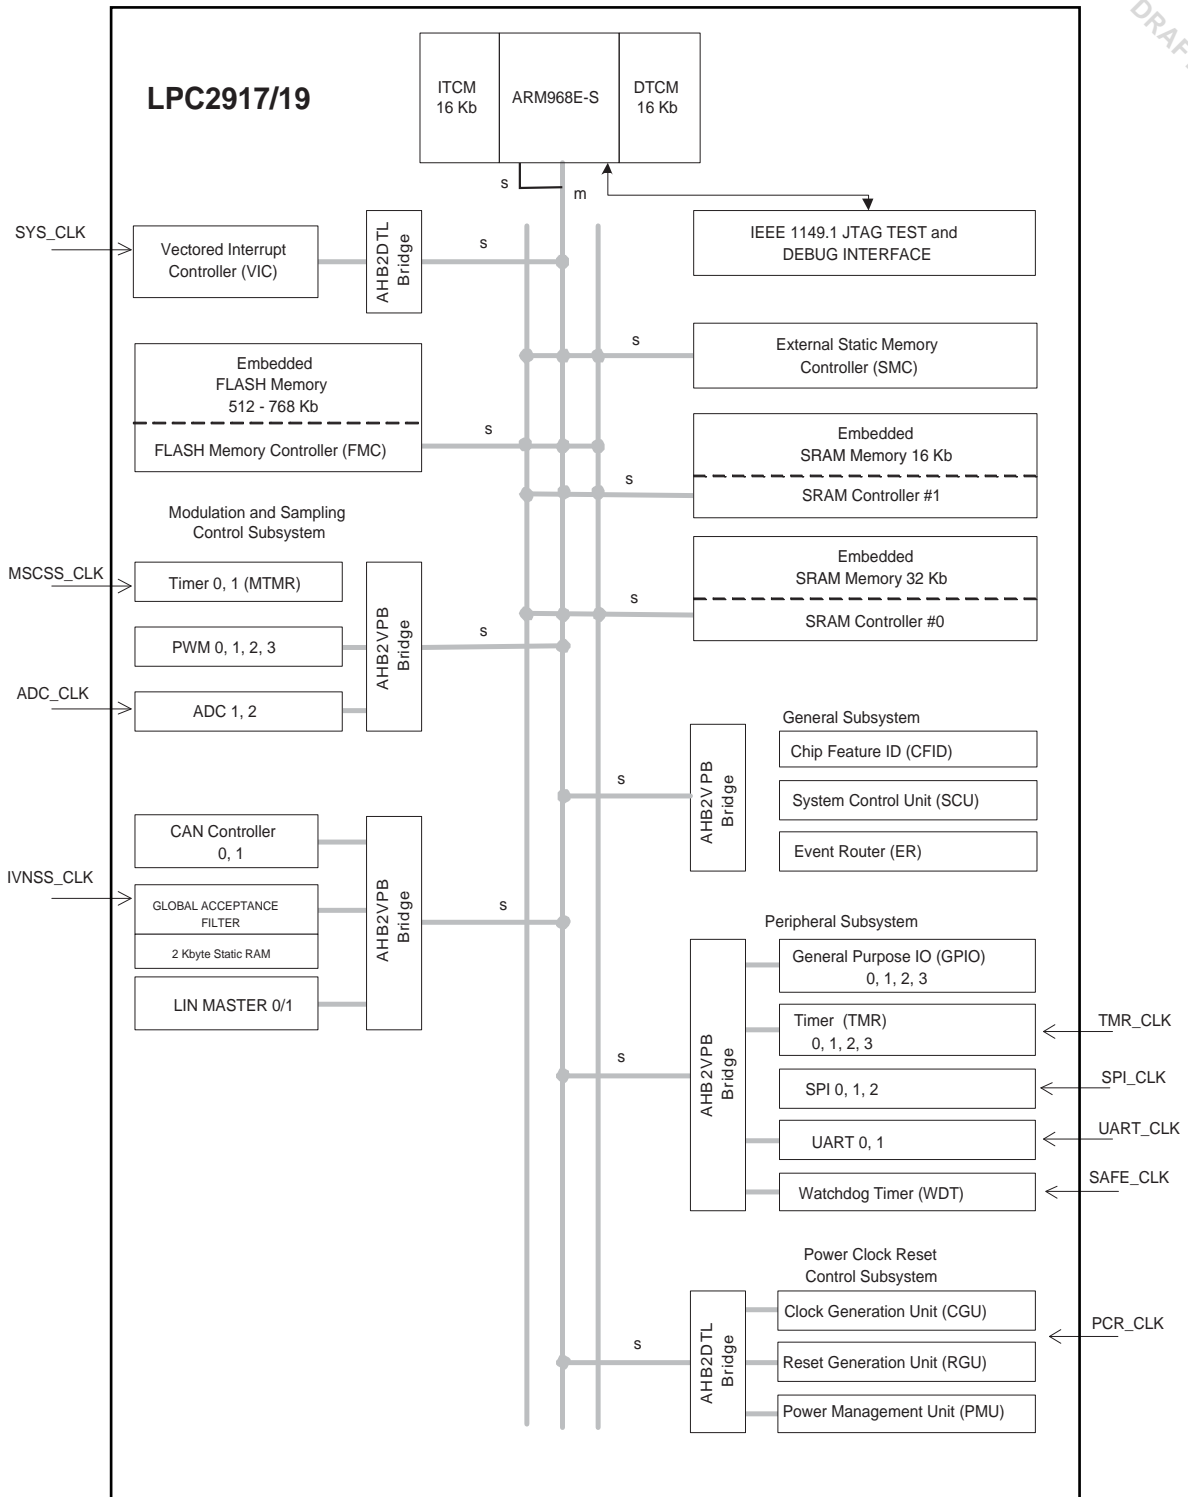 DRAF
LPC2917/19
ITCM
16 Kb
ARM968E-S
DTCM
16 Kb
s
m
SYS_CLK
Vectored Interrupt
Controller (VIC)
AHB2DTL
Bridge
s
IEEE 1149.1 JTAG TEST and
DEBUG INTERFACE
Embedded
FLASH Memory
512 - 768 Kb
FLASH Memory Controller (FMC)
s
s
External Static Memory
Controller (SMC)
Embedded
SRAM Memory 16 Kb
SRAM Controller #1
s
Modulation and Sampling
Control Subsystem
MSCSS_CLK
Timer 0, 1 (MTMR)
PWM 0, 1, 2, 3
ADC_CLK
ADC 1, 2
AHB2VPB
Bridge
s
Embedded
SRAM Memory 32 Kb
SRAM Controller #0
s
General Subsystem
Chip Feature ID (CFID)
System Control Unit (SCU)
Event Router (ER)
AHB2VPB
Bridge
s
CAN Controller
0, 1
IVNSS_CLK
GLOBAL ACCEPTANCE
FILTER
2 Kbyte Static RAM
LIN MASTER 0/1
AHB2VPB
Bridge
s
Peripheral Subsystem
General Purpose IO (GPIO)
0, 1, 2, 3
Timer (TMR)
0, 1, 2, 3
TMR_CLK
SPI 0, 1, 2
SPI_CLK
UART 0, 1
UART_CLK
Watchdog Timer (WDT)
SAFE_CLK
AHB2VPB
Bridge
s
Power Clock Reset
Control Subsystem
Clock Generation Unit (CGU)
PCR_CLK
Reset Generation Unit (RGU)
Power Management Unit (PMU)
AHB2DTL
Bridge
s